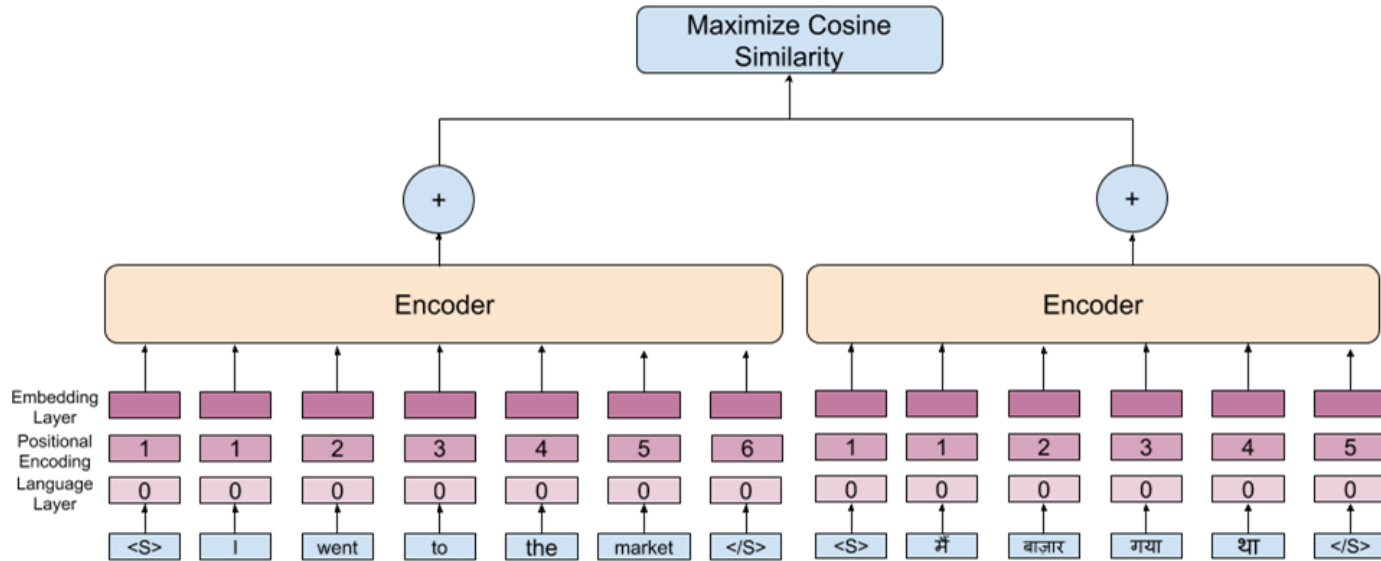 Maximize Cosine
Similarity
+ +
Encoder Encoder
Embedding
Layer
Positional
Encoding
1 1 2 3 4 5 6 1 1 2 3 4 5
Language
Layer
0 0 0 0 0 0 0 0 0 0 0 0 0
<S> I went to the market </S> <S> मैं बाज़ार गया था </S>